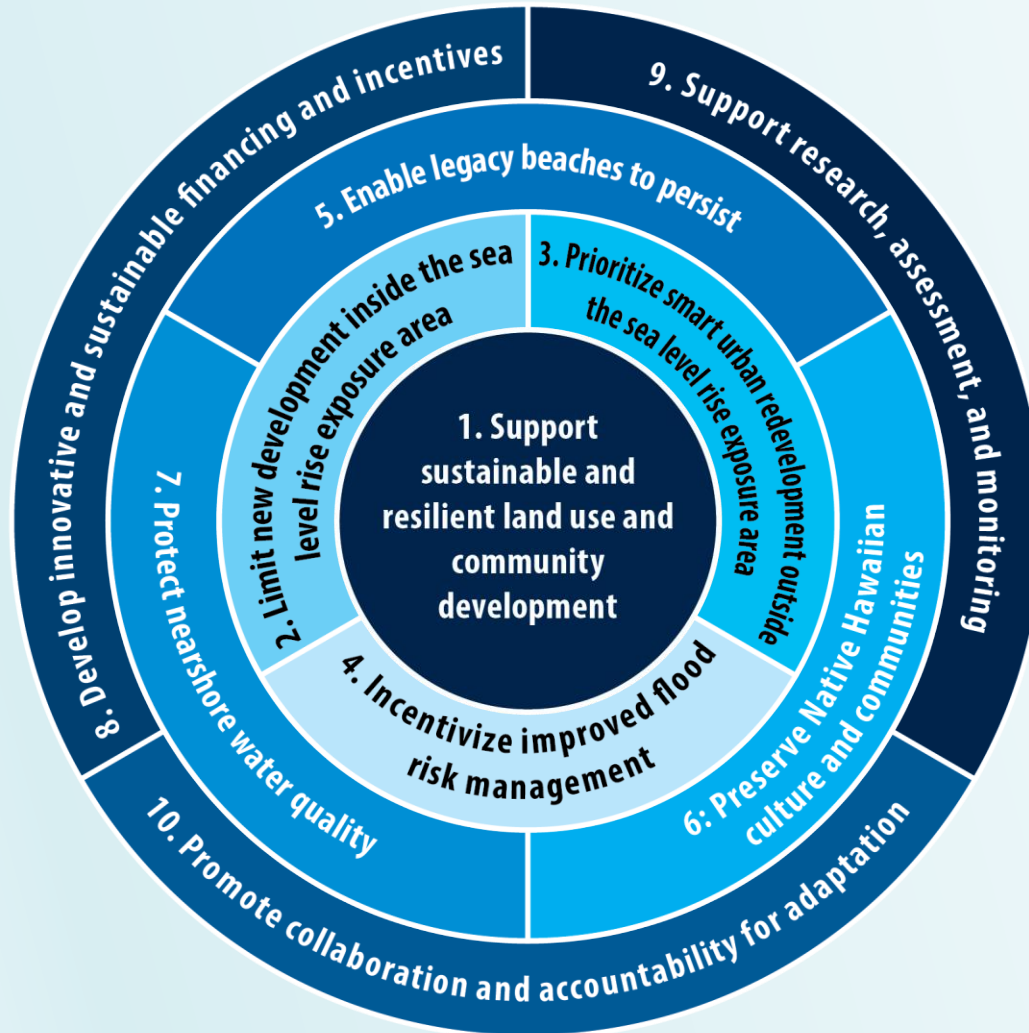 1. Support
sustainable and
resilient land use and
community
development
2. Limit new development inside the sea
level rise exposure area
3. Prioritize smart urban redevelopment outside
the sea level rise exposure area
4. Incentivize improved flood
risk management
5. Enable legacy beaches to persist
6: Preserve Native Hawaiian
culture and communities
7. Protect nearshore water quality
8. Develop innovative and sustainable financing and incentives
9. Support research, assessment, and monitoring
10. Promote collaboration and accountability for adaptation